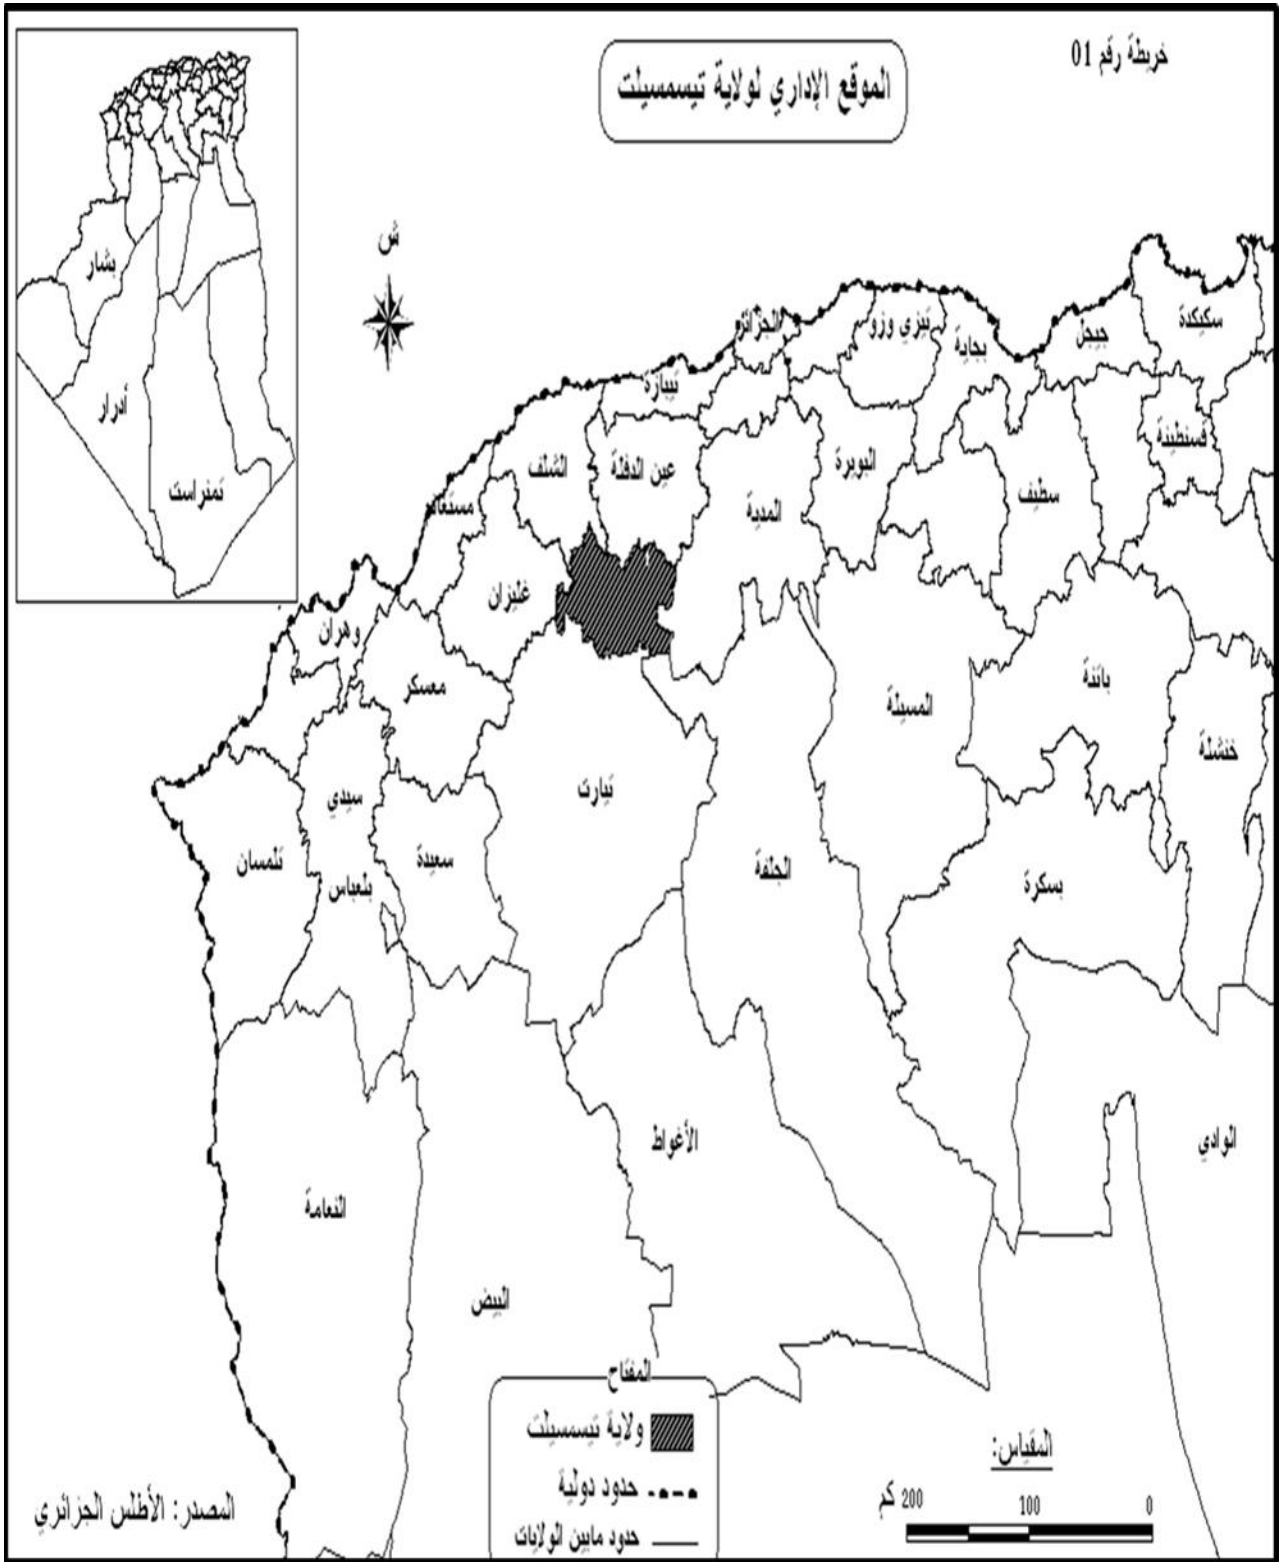 خريطة رقم 01
الموقع الإداري لولاية تيسمسيلت
ش
بشار
أدرار
تمنراست
سكيكدة
جيجل
بجاية
تيزي وزو
الجزائر
تيبازة
قسنطينة
سطيف
البويرة
المدية
عين الدفلة
الشلف
مستغانم
غليزان
وهران
معسكر
باتنة
المسيلة
خنشلة
تيارت
سيدي
بلعباس
سعيدة
تلمسان
الجلفة
بسكرة
الأغواط
الوادي
النعامة
البيض
المفتاح
ولاية تيسمسيلت
حدود دولية
حدود مابين الولايات
المقياس:
0 100 200 كم
المصدر: الأطلس الجزائري